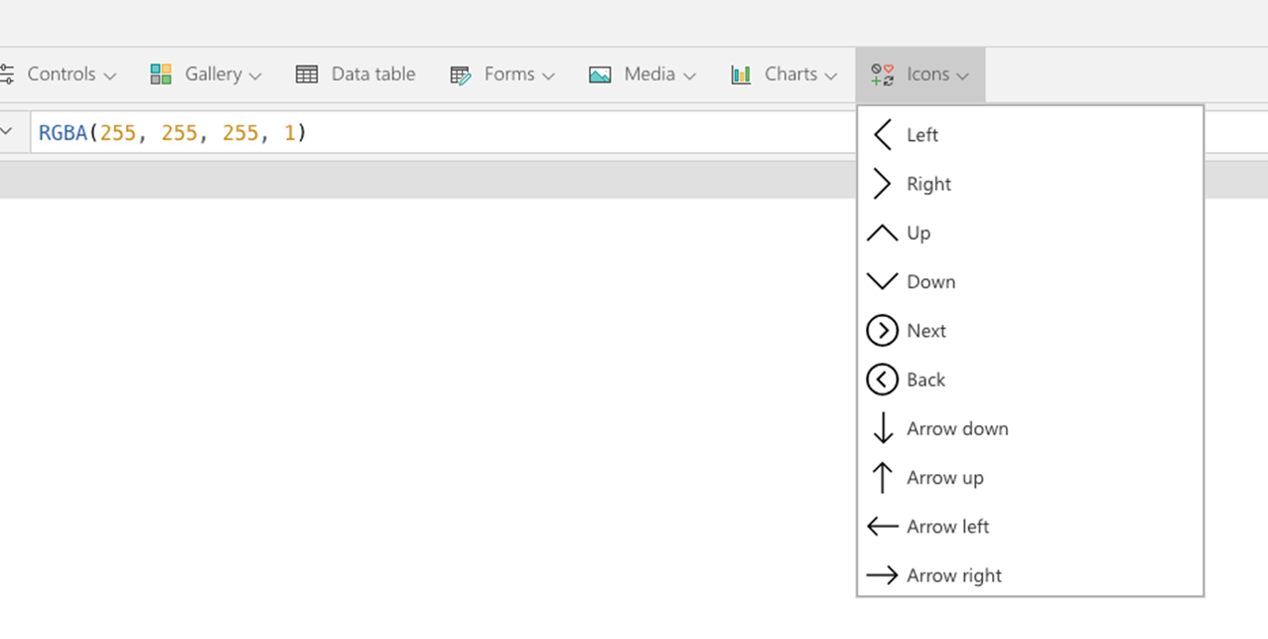 Controls Gallery Data table Forms Media Charts Icons
RGBA(255, 255, 255, 1)
Left
Right
Up
Down
Next
Back
Arrow down
Arrow up
Arrow left
Arrow right